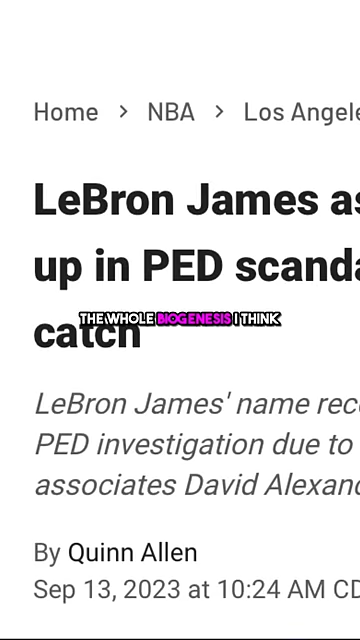 Home > NBA > Los Angele
LeBron James as
up in PED scanda
catch
THE WHOLE BIOGENESIS I THINK
LeBron James' name reco
PED investigation due to
associates David Alexand
By Quinn Allen
Sep 13, 2023 at 10:24 AM CD